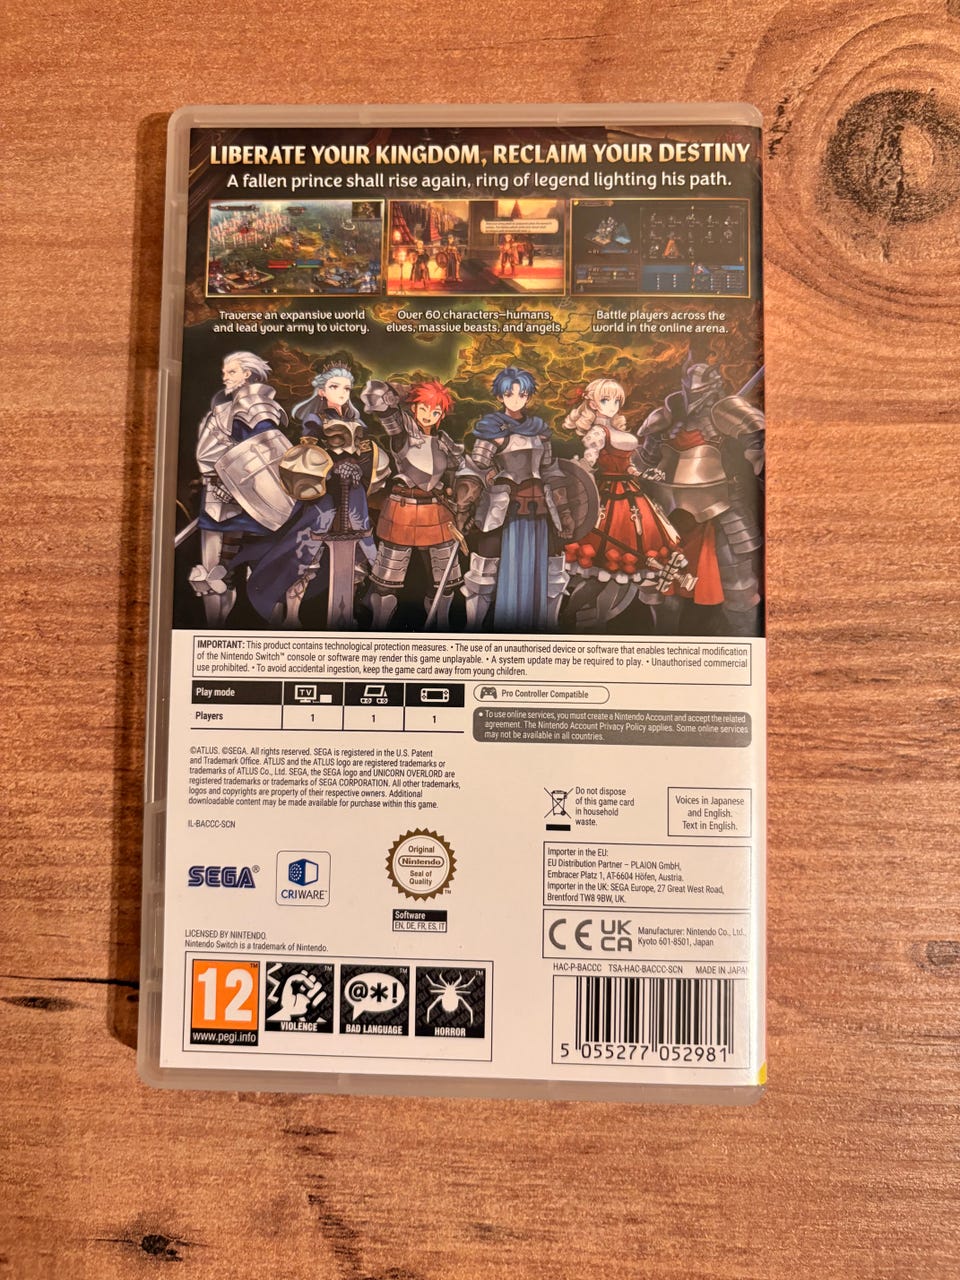 LIBERATE YOUR KINGDOM, RECLAIM YOUR DESTINY
A fallen prince shall rise again, ring of legend lighting his path.
Traverse an expansive world
and lead your army to victory.
Over 60 characters—humans,
elves, massive beasts, and angels.
Battle players across the
world in the online arena.
IMPORTANT: This product contains technological protection measures. • The use of an unauthorised device or software that enables technical modification
of the Nintendo Switch™ console or software may render this game unplayable. • A system update may be required to play. • Unauthorised commercial
use prohibited. • To avoid accidental ingestion, keep the game card away from young children.
Play mode
TV
Players
1
1
1
Pro Controller Compatible
• To use online services, you must create a Nintendo Account and accept the related
agreement. The Nintendo Account Privacy Policy applies. Some online services
may not be available in all countries.
©ATLUS. ©SEGA. All rights reserved. SEGA is registered in the U.S. Patent
and Trademark Office. ATLUS and the ATLUS logo are registered trademarks or
trademarks of ATLUS Co., Ltd. SEGA, the SEGA logo and UNICORN OVERLORD are
registered trademarks or trademarks of SEGA CORPORATION. All other trademarks,
logos and copyrights are property of their respective owners. Additional
downloadable content may be made available for purchase within this game.
IL-BACCC-SCN
Do not dispose
of this game card
in household
waste.
Voices in Japanese
and English.
Text in English.
SEGA®
CRIWARE™
Original
Nintendo
Seal of
Quality
TM
Software
EN, DE, FR, ES, IT
Importer in the EU:
EU Distribution Partner – PLAION GmbH,
Embracer Platz 1, AT-6604 Höfen, Austria.
Importer in the UK: SEGA Europe, 27 Great West Road,
Brentford TW8 9BW, UK.
CE UK
CA
Manufacturer: Nintendo Co., Ltd.,
Kyoto 601-8501, Japan
LICENSED BY NINTENDO.
Nintendo Switch is a trademark of Nintendo.
HAC-P-BACCC TSA-HAC-BACCC-SCN MADE IN JAPAN
12™
www.pegi.info
TM
VIOLENCE
TM
@*!
BAD LANGUAGE
TM
HORROR
5 055277 052981